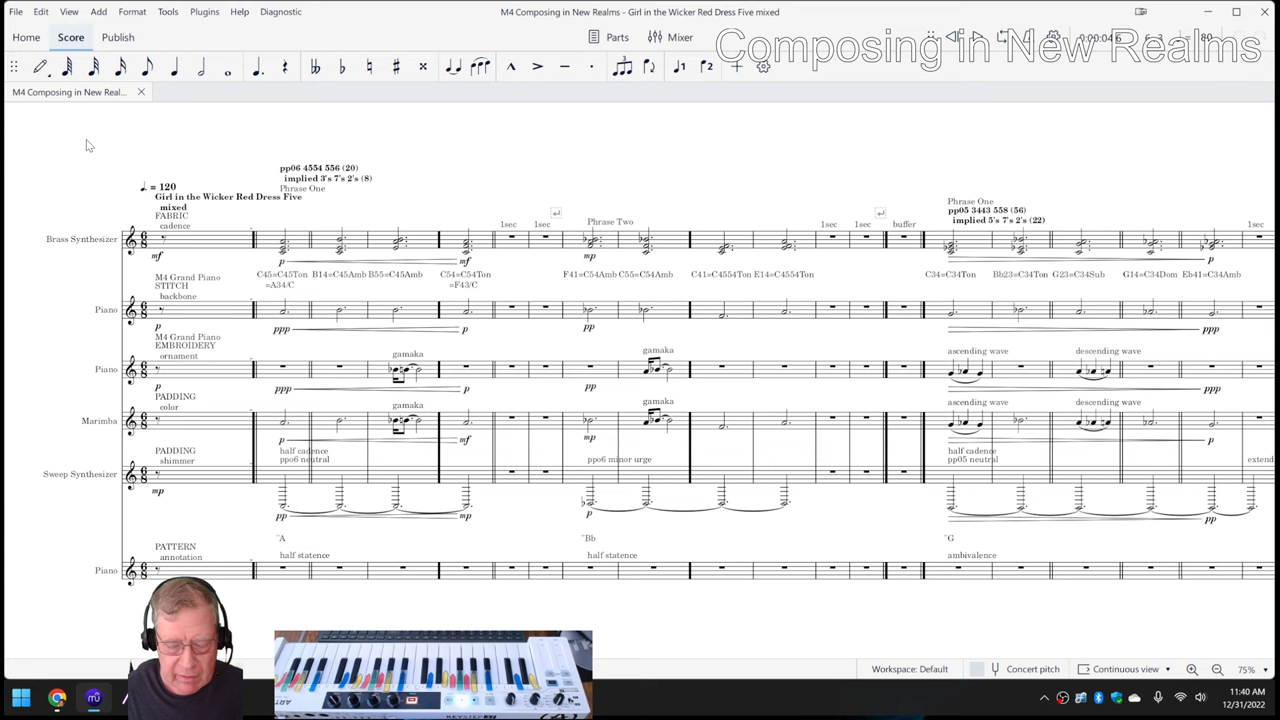 File Edit View Add Format Tools Plugins Help Diagnostic
M4 Composing in New Realms - Girl in the Wicker Red Dress Five mixed
Home Score Publish
Parts Mixer
Composing in New Realms
M4 Composing in New Real...
pp06 4554 556 (20)
implied 3's 7's 2's (8)
Phrase One
= 120
Girl in the Wicker Red Dress Five
mixed
FABRIC
cadence
1sec 1sec
Phrase Two
1sec 1sec
buffer
Phrase One
pp05 3443 558 (56)
implied 5's 7's 2's (22)
1sec
Brass Synthesizer
mf p mf mp p
M4 Grand Piano
STITCH
backbone
C45=C45Ton B14=C45Amb B55=C45Amb C54=C54Ton
=A34/C =F43/C
F41=C54Amb C55=C54Amb C41=C4554Ton E14=C4554Amb
C34=C34Ton Bb23=C34Ton G23=C34Sub G14=C34Dom Eb41=C34Amb
Piano
p ppp p pp ppp
M4 Grand Piano
EMBROIDERY
ornament
gamaka gamaka ascending wave descending wave
Piano
p ppp p pp ppp
PADDING
color
gamaka gamaka ascending wave descending wave
Marimba
p mf mp p
PADDING
shimmer
half cadence
ppo6 neutral
ppo6 minor urge
half cadence
pp05 neutral
extend
Sweep Synthesizer
mp pp mp p pp
PATTERN
annotation
"A
half statence
"Bb
half statence
"G
ambivalence
Piano
Workspace: Default
Concert pitch
Continuous view
75%
11:40 AM
12/31/2022